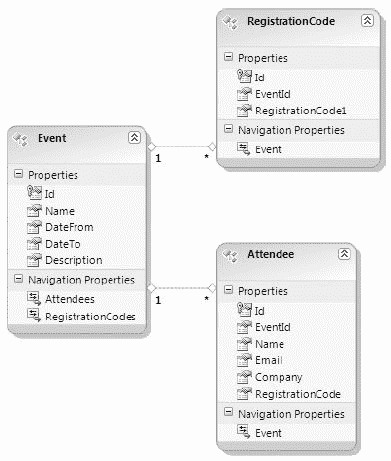 RegistrationCode
Properties
Id
EventId
RegistrationCode1
Navigation Properties
Event
Event
Properties
Id
Name
DateFrom
DateTo
Description
Navigation Properties
Attendees
RegistrationCodes
1
*
1
*
Attendee
Properties
Id
EventId
Name
Email
Company
RegistrationCode
Navigation Properties
Event